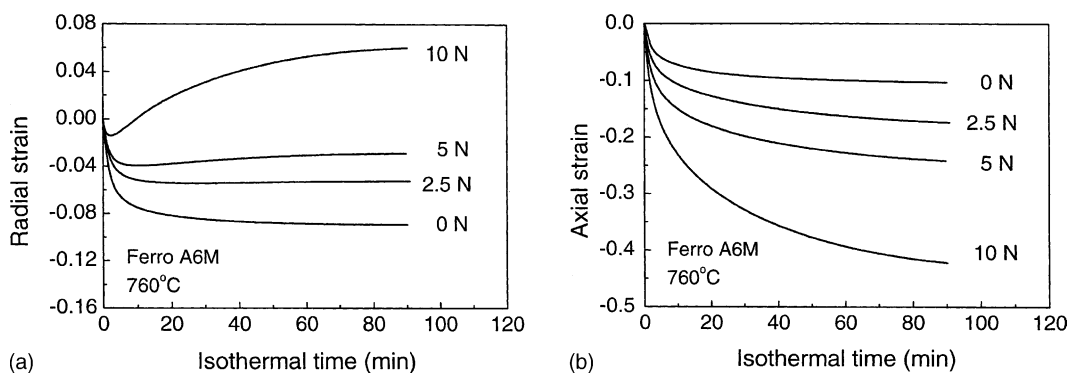 0.08
0.04
0.00
-0.04
-0.08
-0.12
-0.16
Radial strain
10 N
5 N
2.5 N
0 N
Ferro A6M
760°C
0 20 40 60 80 100 120
Isothermal time (min)
(a)
0.0
-0.1
-0.2
-0.3
-0.4
-0.5
Axial strain
0 N
2.5 N
5 N
10 N
Ferro A6M
760°C
0 20 40 60 80 100 120
Isothermal time (min)
(b)